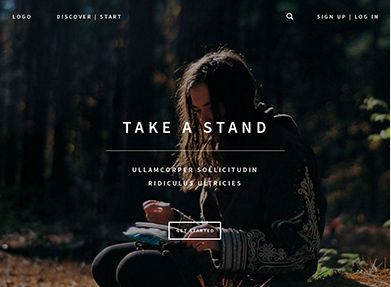 LOGO
DISCOVER | START
SIGN UP | LOG IN
TAKE A STAND
ULLAMCORPER SOLLICITUDIN
RIDICULUS ULTRICIES
GET STARTED